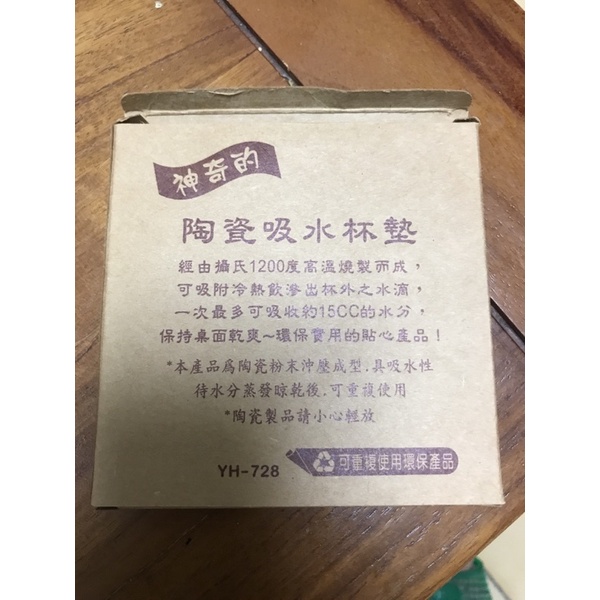 神奇的
陶瓷吸水杯墊
經由攝氏1200度高溫燒製而成，
可吸附冷熱飲滲出杯外之水滴，
一次最多可吸收約15CC的水分，
保持桌面乾爽~環保實用的貼心產品！
*本產品為陶瓷粉末沖壓成型.具吸水性
待水分蒸發晾乾後.可重複使用
*陶瓷製品請小心輕放
YH-728 可重複使用環保產品